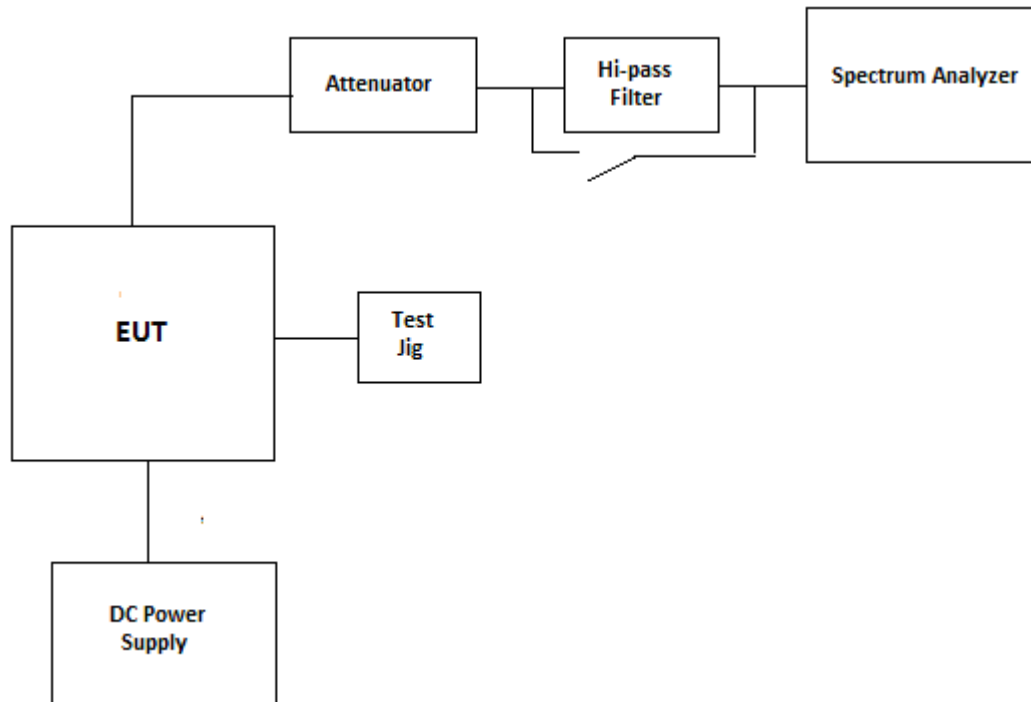 Attenuator
Hi-pass
Filter
Spectrum Analyzer
EUT
Test
Jig
DC Power
Supply